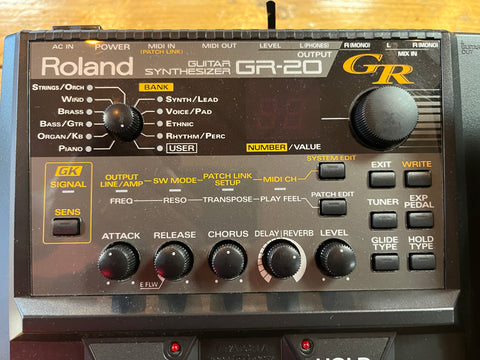 AC IN POWER MIDI IN MIDI OUT LEVEL L (PHONES) R (MONO) L R (MONO)
(PATCH LINK) OUTPUT MIX IN
Roland GUITAR SYNTHESIZER GR-20 GR
BANK
STRINGS/ORCH
WIND
BRASS
BASS/GTR
ORGAN/KB
PIANO
SYNTH/LEAD
VOICE/PAD
ETHNIC
RHYTHM/PERC
USER
NUMBER/VALUE
GK
SIGNAL
SENS
OUTPUT LINE/AMP SW MODE PATCH LINK SETUP MIDI CH SYSTEM EDIT
FREQ RESO TRANSPOSE PLAY FEEL PATCH EDIT
EXIT WRITE
TUNER EXP PEDAL
GLIDE TYPE HOLD TYPE
ATTACK RELEASE CHORUS DELAY REVERB LEVEL
E FLW
HOLD